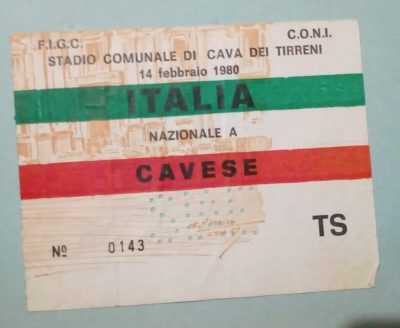 F.I.G.C. C.O.N.I.
STADIO COMUNALE DI CAVA DEI TIRRENI
14 febbraio 1980
ITALIA
NAZIONALE A
CAVESE
TS
Nº 0143